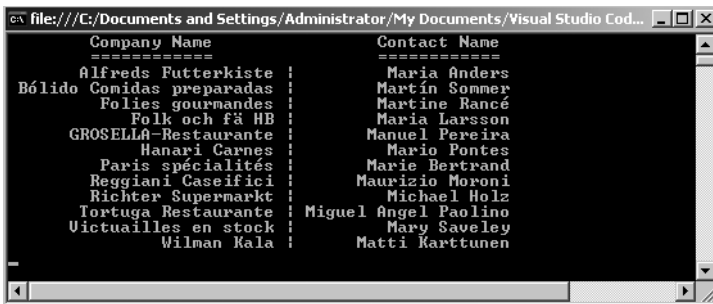 file:///C:/Documents and Settings/Administrator/My Documents/Visual Studio Cod...
Company Name Contact Name
============ ============
Alfreds Futterkiste | Maria Anders
Bólido Comidas preparadas | Martín Sommer
Folies gourmandes | Martine Rancé
Folk och fä HB | Maria Larsson
GROSELLA-Restaurante | Manuel Pereira
Hanari Carnes | Mario Pontes
Paris spécialités | Marie Bertrand
Reggiani Caseifici | Maurizio Moroni
Richter Supermarkt | Michael Holz
Tortuga Restaurante | Miguel Angel Paolino
Victuailles en stock | Mary Saveley
Wilman Kala | Matti Karttunen